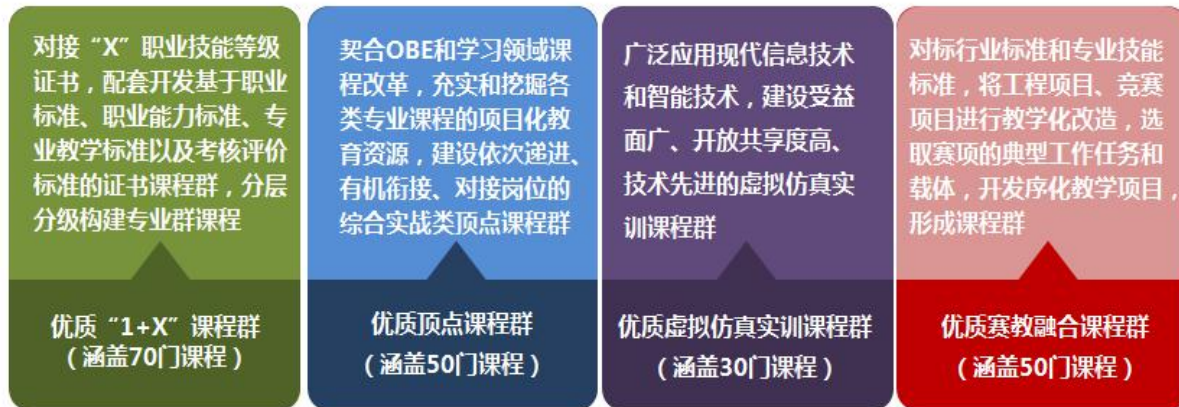 对接“X”职业技能等级
证书，配套开发基于职业
标准、职业能力标准、专
业教学标准以及考核评价
标准的证书课程群，分层
分级构建专业群课程
优质“1+X”课程群
（涵盖70门课程）
契合OBE和学习领域课
程改革，充实和挖掘各
类专业课程的项目化教
育资源，建设依次递进、
有机衔接、对接岗位的
综合实战类顶点课程群
优质顶点课程群
（涵盖50门课程）
广泛应用现代信息技术
和智能技术，建设受益
面广、开放共享度高、
技术先进的虚拟仿真实
训课程群
优质虚拟仿真实训课程群
（涵盖30门课程）
对标行业标准和专业技能
标准，将工程项目、竞赛
项目进行教学化改造，选
取赛项的典型工作任务和
载体，开发序化教学项目，
形成课程群
优质赛教融合课程群
（涵盖50门课程）